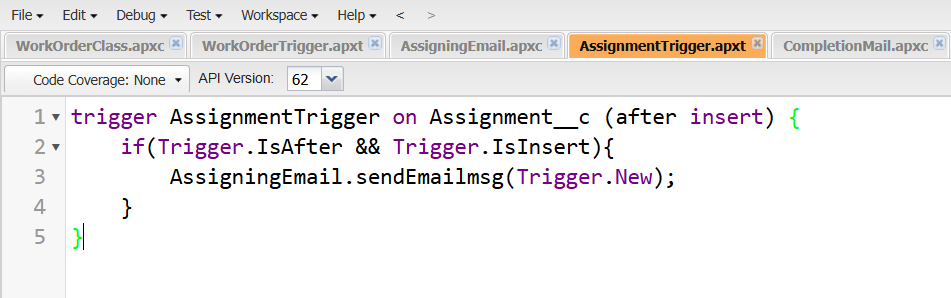 File Edit Debug Test Workspace Help < >
WorkOrderClass.apxc WorkOrderTrigger.apxt AssigningEmail.apxc AssignmentTrigger.apxt CompletionMail.apxc
Code Coverage: None API Version: 62
1 trigger AssignmentTrigger on Assignment__c (after insert) {
2 if(Trigger.IsAfter && Trigger.IsInsert){
3 AssigningEmail.sendEmailmsg(Trigger.New);
4 }
5 }